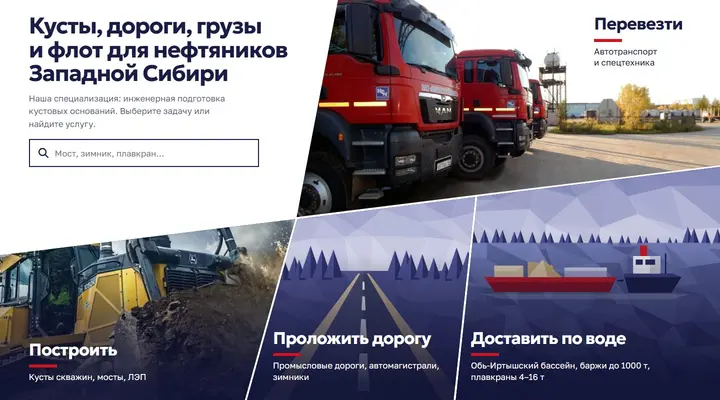 Кусты, дороги, грузы
и флот для нефтяников
Западной Сибири
Наша специализация: инженерная подготовка
кустовых оснований. Выберите задачу или
найдите услугу.
Мост, зимник, плавкран...
Перевезти
Автотранспорт
и спецтехника
MAN
Построить
Кусты скважин, мосты, ЛЭП
Проложить дорогу
Промысловые дороги, автомагистрали,
зимники
Доставить по воде
Обь-Иртышский бассейн, баржи до 1000 т,
плавкраны 4–16 т